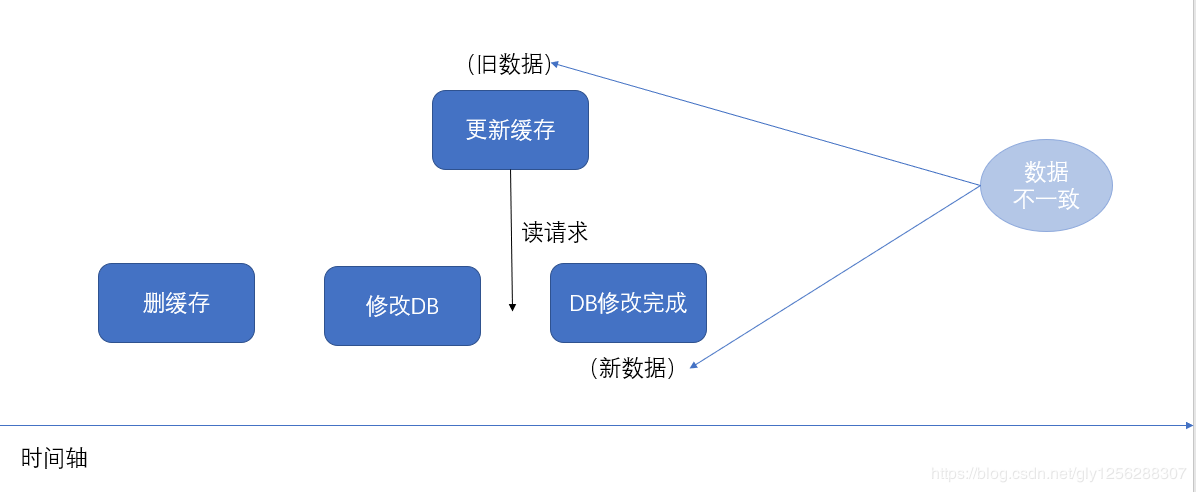 （旧数据）
更新缓存
数据
不一致
读请求
删缓存
修改DB
DB修改完成
（新数据）
时间轴
https://blog.csdn.net/gly1256288307